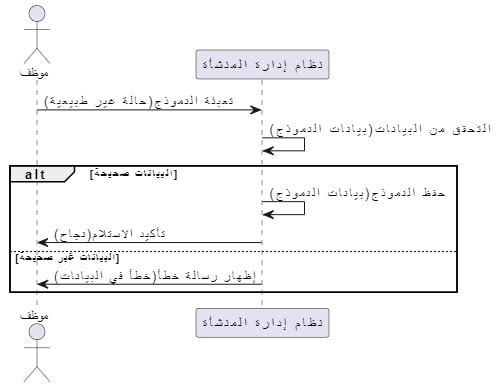 موظف
نظام إدارة المنشأة
تعبئة النموذج(حالة غير طبيعية)
التحقق من البيانات(بيانات النموذج)
alt [البيانات صحيحة]
حفظ النموذج(بيانات النموذج)
تأكيد الاستلام(نجاح)
[البيانات غير صحيحة]
إظهار رسالة خطأ(خطأ في البيانات)
موظف
نظام إدارة المنشأة